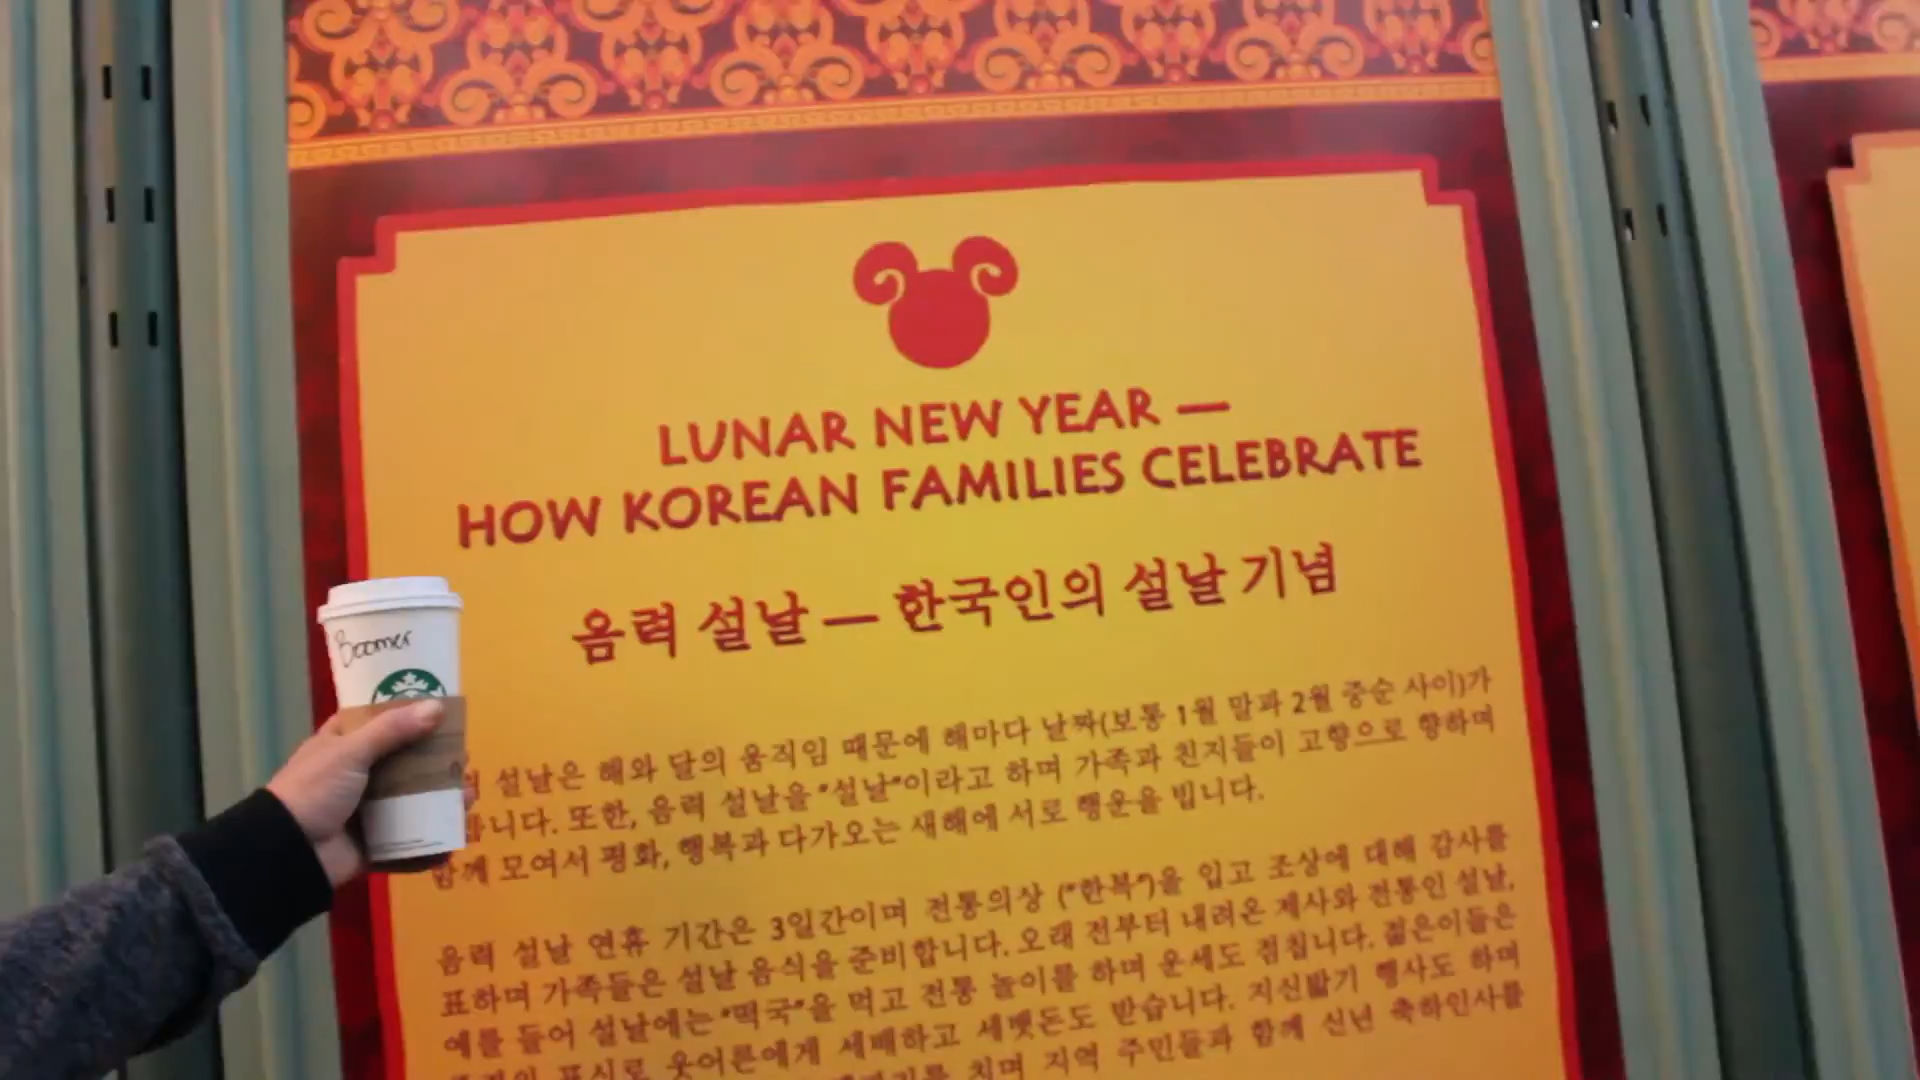 LUNAR NEW YEAR —
HOW KOREAN FAMILIES CELEBRATE
음력 설날 — 한국인의 설날 기념
설날은 해와 달의 움직임 때문에 해마다 날짜(보통 1월 말과 2월 중순 사이)가
니다. 또한, 음력 설날을 "설날"이라고 하며 가족과 친지들이 고향으로 향하며
함께 모여서 평화, 행복과 다가오는 새해에 서로 행운을 빕니다.
음력 설날 연휴 기간은 3일간이며 전통의상 ("한복")을 입고 조상에 대해 감사를
표하며 가족들은 설날 음식을 준비합니다. 오래 전부터 내려온 제사와 전통인 설날,
예를 들어 설날에는 "떡국"을 먹고 전통 놀이를 하며 운세도 점칩니다. 젊은이들은
표시로 웃어른에게 세배하고 세뱃돈도 받습니다. 지신밟기 행사도 하며
치며 지역 주민들과 함께 신년 축하인사를
Boomer